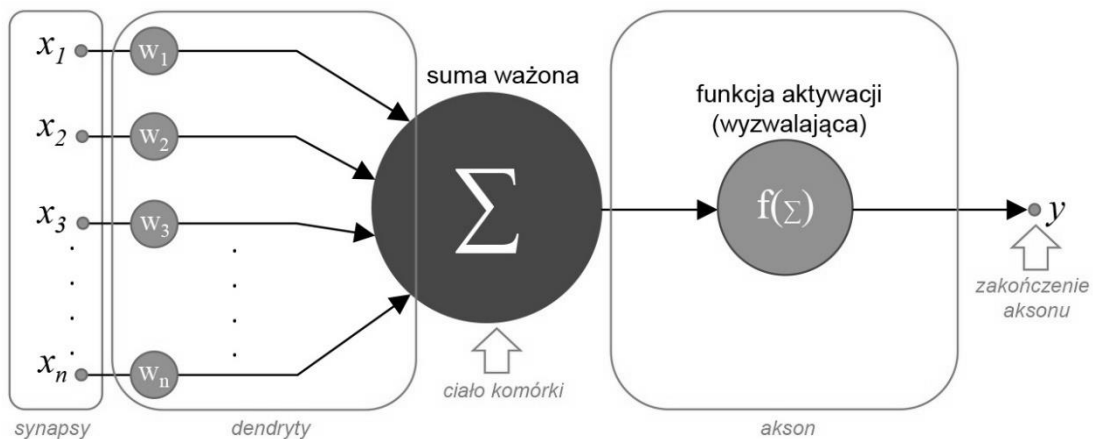 x1
w1
x2
w2
x3
w3
xn
wn
suma ważona
Σ
funkcja aktywacji
(wyzwalająca)
f(Σ)
y
zakończenie
aksonu
ciało komórki
synapsy
dendryty
akson